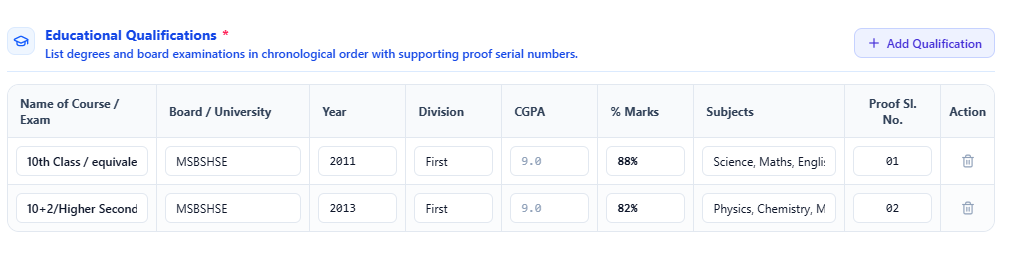 Educational Qualifications *
List degrees and board examinations in chronological order with supporting proof serial numbers.
+ Add Qualification
Name of Course / Exam Board / University Year Division CGPA % Marks Subjects Proof Sl. No. Action
10th Class / equivale MSBSHSE 2011 First 9.0 88% Science, Maths, Englis 01
10+2/Higher Second MSBSHSE 2013 First 9.0 82% Physics, Chemistry, M 02